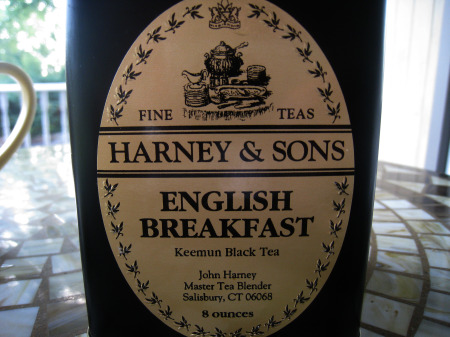 FINE TEAS
HARNEY & SONS
ENGLISH
BREAKFAST
Keemun Black Tea
John Harney
Master Tea Blender
Salisbury, CT 06068
8 ounces